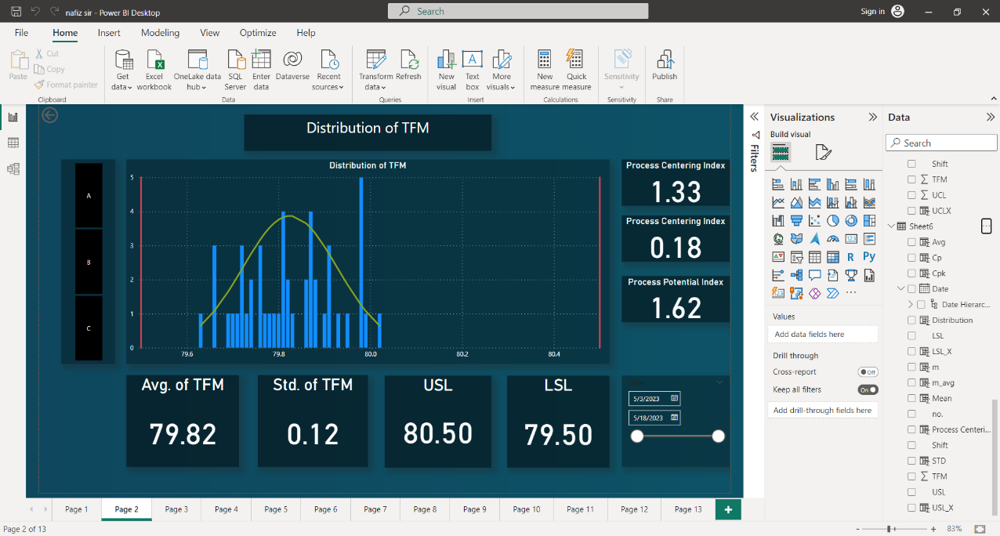 nafiz sir - Power BI Desktop
Search
Sign in
File Home Insert Modeling View Optimize Help
Paste
Cut
Copy
Format painter
Clipboard
Get data
Excel workbook
OneLake data hub
SQL Server
Enter data
Dataverse
Recent sources
Data
Transform data
Refresh
Queries
New visual
Text box
More visuals
Insert
New measure
Quick measure
Calculations
Sensitivity
Sensitivity
Publish
Share
Distribution of TFM
A
B
C
Distribution of TFM
5
4
3
2
1
0
79.6 79.8 80.0 80.2 80.4
Process Centering Index
1.33
Process Centering Index
0.18
Process Potential Index
1.62
Avg. of TFM
79.82
Std. of TFM
0.12
USL
80.50
LSL
79.50
5/3/2023
5/18/2023
Filters
Visualizations
Build visual
123
R
Py
123
...
Values
Add data fields here
Drill through
Cross-report
Off
Keep all filters
On
Add drill-through fields here
Data
Search
Shift
TFM
UCL
UCLX
Sheet6
Avg
Cp
Cpk
Date
Date Hierarc...
Distribution
LSL
LSL_X
m
m_avg
Mean
no.
Process Centeri...
Shift
STD
TFM
USL
USL_X
Page 1 Page 2 Page 3 Page 4 Page 5 Page 6 Page 7 Page 8 Page 9 Page 10 Page 11 Page 12 Page 13 +
Page 2 of 13
- + 83%